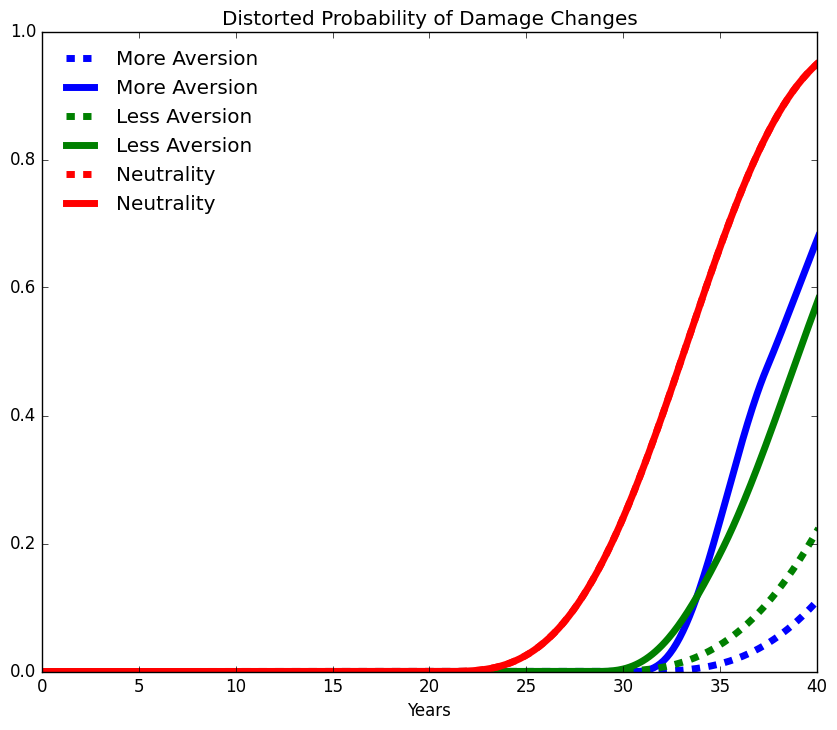 Distorted Probability of Damage Changes
1.0
More Aversion
More Aversion
Less Aversion
0.8
Less Aversion
Neutrality
Neutrality
0.6
0.4
0.2
0.0
0 5 10 15 20 25 30 35 40
Years